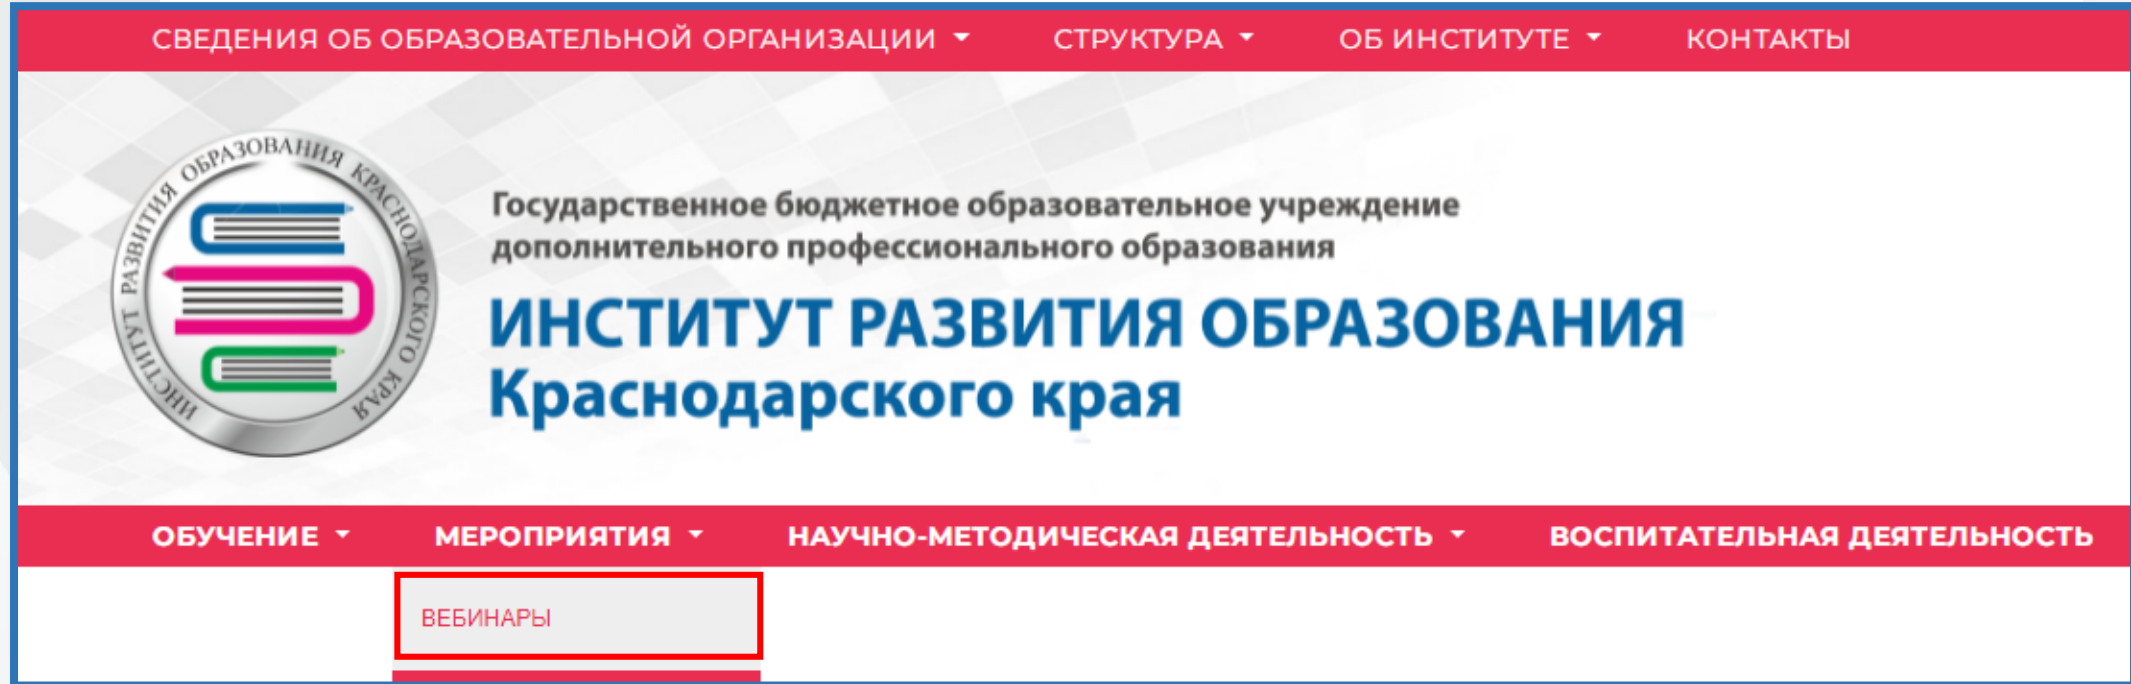 СВЕДЕНИЯ ОБ ОБРАЗОВАТЕЛЬНОЙ ОРГАНИЗАЦИИ СТРУКТУРА ОБ ИНСТИТУТЕ КОНТАКТЫ
ИНСТИТУТ РАЗВИТИЯ ОБРАЗОВАНИЯ КРАСНОДАРСКОГО КРАЯ
Государственное бюджетное образовательное учреждение
дополнительного профессионального образования
ИНСТИТУТ РАЗВИТИЯ ОБРАЗОВАНИЯ
Краснодарского края
ОБУЧЕНИЕ МЕРОПРИЯТИЯ НАУЧНО-МЕТОДИЧЕСКАЯ ДЕЯТЕЛЬНОСТЬ ВОСПИТАТЕЛЬНАЯ ДЕЯТЕЛЬНОСТЬ
ВЕБИНАРЫ